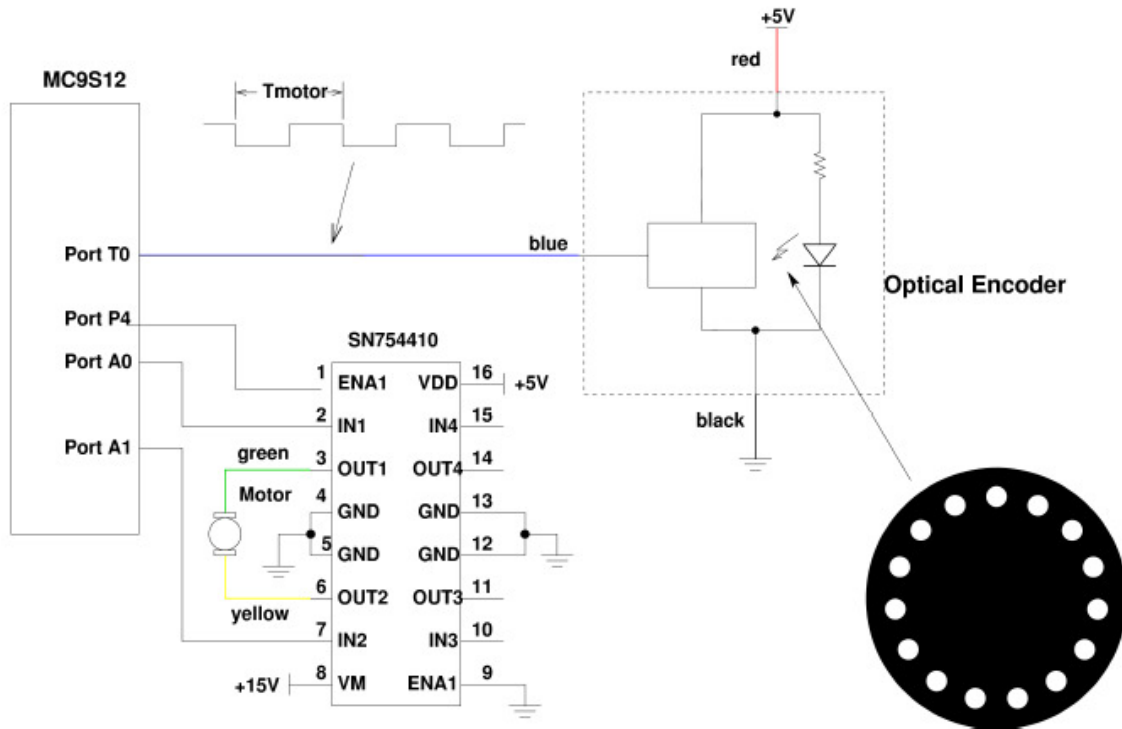 +5V
red
MC9S12
Tmotor
Port T0
blue
Optical Encoder
Port P4
SN754410
Port A0
1 ENA1 VDD 16 +5V
black
2 IN1 IN4 15
Port A1
green
3 OUT1 OUT4 14
Motor
4 GND GND 13
5 GND GND 12
6 OUT2 OUT3 11
yellow
7 IN2 IN3 10
+15V 8 VM ENA1 9